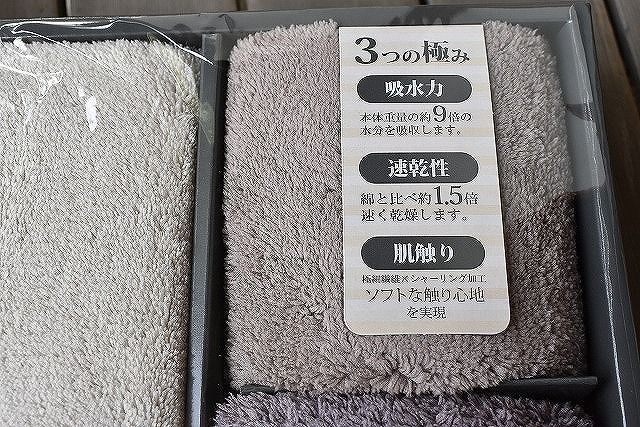 3つの極み
吸水力
本体重量の約9倍の
水分を吸収します。
速乾性
綿と比べ約1.5倍
速く乾燥します。
肌触り
極細繊維×シャーリング加工
ソフトな触り心地
を実現